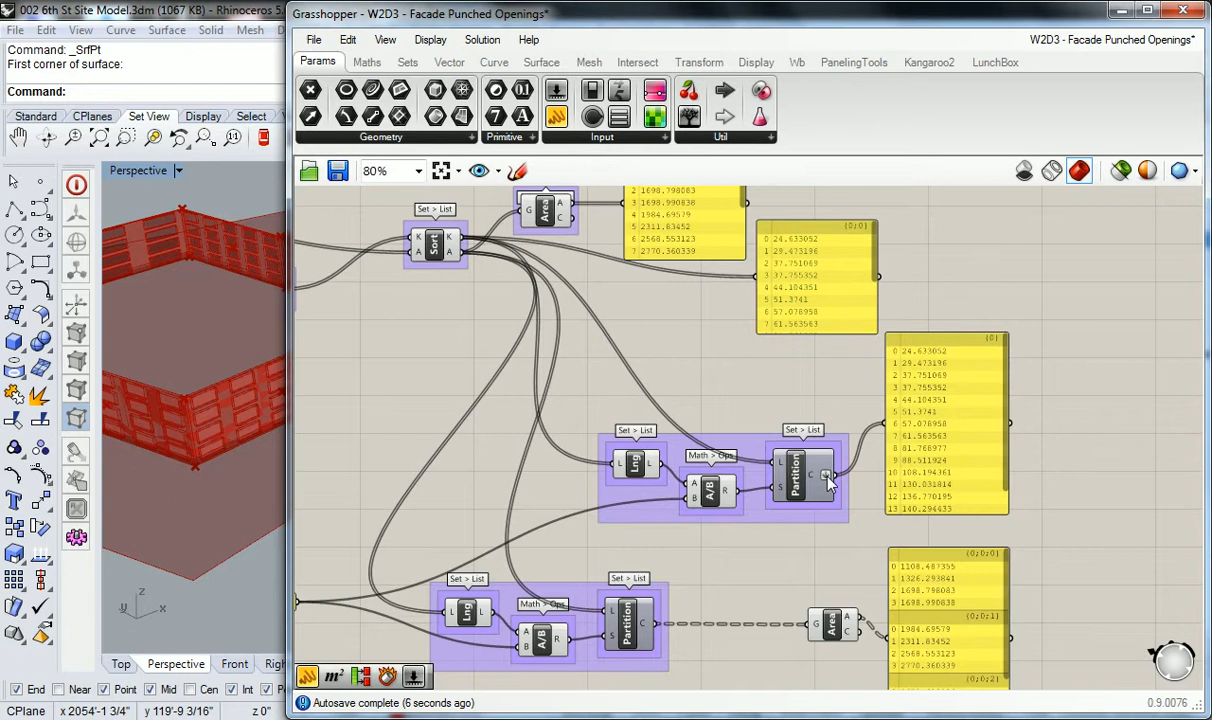 002 6th St Site Model.3dm (1067 KB) - Rhinoceros 5.
File Edit View Curve Surface Solid Mesh
Command: _SrfPt
First corner of surface:
Command:
Standard CPlanes Set View Display Select
Perspective
Top Perspective Front
End Near Point Mid Cen Int
CPlane x 2054'-1 3/4" y 119'-9 3/16" z 0"
z
y x
Grasshopper - W2D3 - Facade Punched Openings*
File Edit View Display Solution Help
W2D3 - Facade Punched Openings*
Params Maths Sets Vector Curve Surface Mesh Intersect Transform Display Wb PanelingTools Kangaroo2 LunchBox
Geometry Primitive Input Util
80%
Set > List
K Sort K
A A
G Area A
C
2 1698.798083
3 1698.990838
4 1984.69579
5 2311.83452
6 2568.553123
7 2770.360339
{0;0}
0 24.633052
1 29.473196
2 37.751069
3 37.755352
4 44.104351
5 51.3741
6 57.078958
7 61.563563
{0}
0 24.633052
1 29.473196
2 37.751069
3 37.755352
4 44.104351
5 51.3741
6 57.078958
7 61.563563
8 81.768977
9 88.511924
10 108.194361
11 130.031814
12 136.770195
13 140.294433
Set > List
L Lng L
Math > Ops
A A/B R
B
Set > List
L Partition C
S
Set > List
L Lng L
Math > Ops
A A/B R
B
Set > List
L Partition C
S
G Area A
C
{0;0;0}
0 1108.487355
1 1326.293841
2 1698.798083
3 1698.990838
{0;0;1}
0 1984.69579
1 2311.83452
2 2568.553123
3 2770.360339
{0;0;2}
m²
Autosave complete (6 seconds ago)
0.9.0076